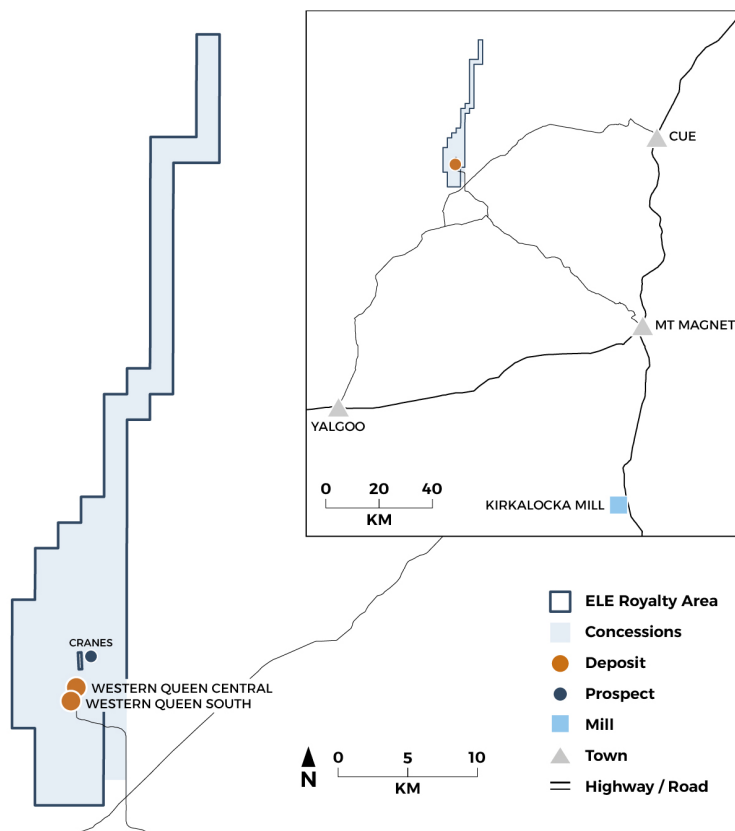 CUE
MT MAGNET
YALGOO
0 20 40
KM
KIRKALOCKA MILL
CRANES
WESTERN QUEEN CENTRAL
WESTERN QUEEN SOUTH
ELE Royalty Area
Concessions
Deposit
Prospect
Mill
Town
Highway / Road
N
0 5 10
KM